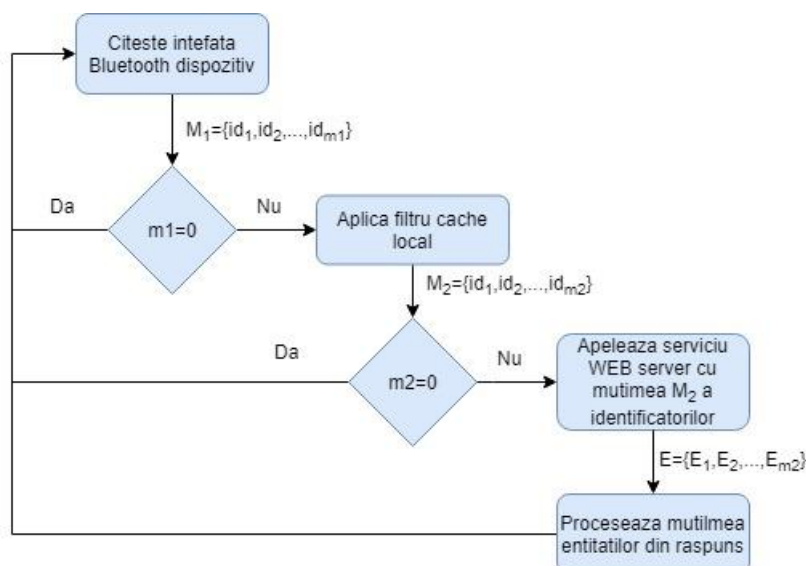 Citeste intefata
Bluetooth dispozitiv
M₁={id₁,id₂,...,idₘ₁}
Da
m1=0
Nu
Aplica filtru cache
local
M₂={id₁,id₂,...,idₘ₂}
Da
m2=0
Nu
Apeleaza serviciu
WEB server cu
mutimea M₂ a
identificatorilor
E={E₁,E₂,...,Eₘ₂}
Proceseaza mutilmea
entitatilor din raspuns